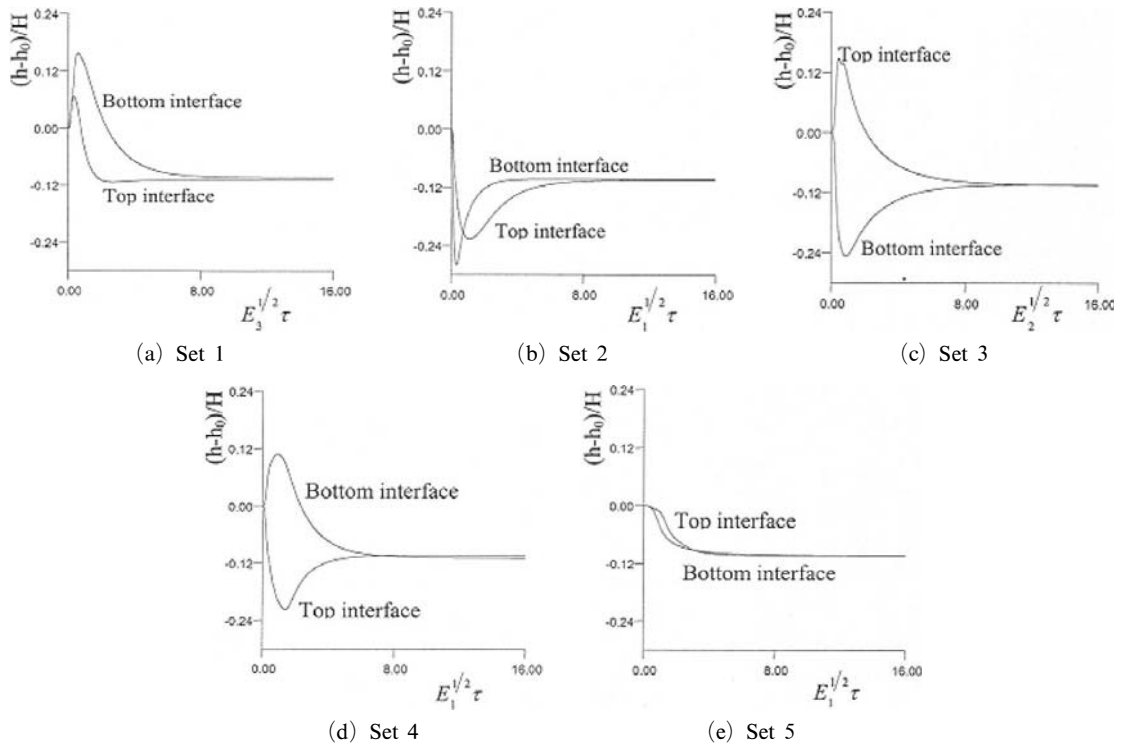 (h-h₀)/H
0.24
0.12
0.00
-0.12
-0.24
Bottom interface
Top interface
0.00
8.00
16.00
E₃^1/2 τ
(a) Set 1
(h-h₀)/H
0.24
0.12
0.00
-0.12
-0.24
Bottom interface
Top interface
0.00
8.00
16.00
E₁^1/2 τ
(b) Set 2
(h-h₀)/H
0.24
0.12
0.00
-0.12
-0.24
Top interface
Bottom interface
0.00
8.00
16.00
E₂^1/2 τ
(c) Set 3
(h-h₀)/H
0.24
0.12
0.00
-0.12
-0.24
Bottom interface
Top interface
0.00
8.00
16.00
E₁^1/2 τ
(d) Set 4
(h-h₀)/H
0.24
0.12
0.00
-0.12
-0.24
Top interface
Bottom interface
0.00
8.00
16.00
E₁^1/2 τ
(e) Set 5